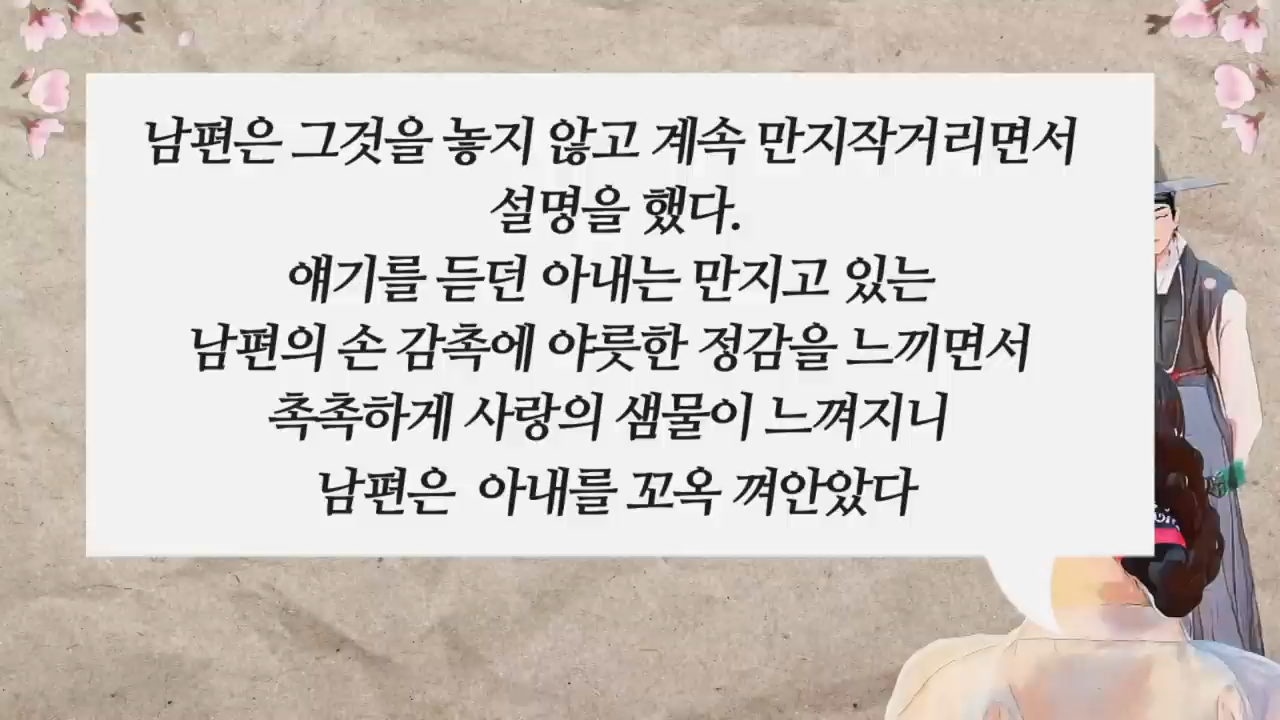 남편은 그것을 놓지 않고 계속 만지작거리면서
설명을 했다.
얘기를 듣던 아내는 만지고 있는
남편의 손 감촉에 야릇한 정감을 느끼면서
촉촉하게 사랑의 샘물이 느껴지니
남편은 아내를 꼬옥 껴안았다